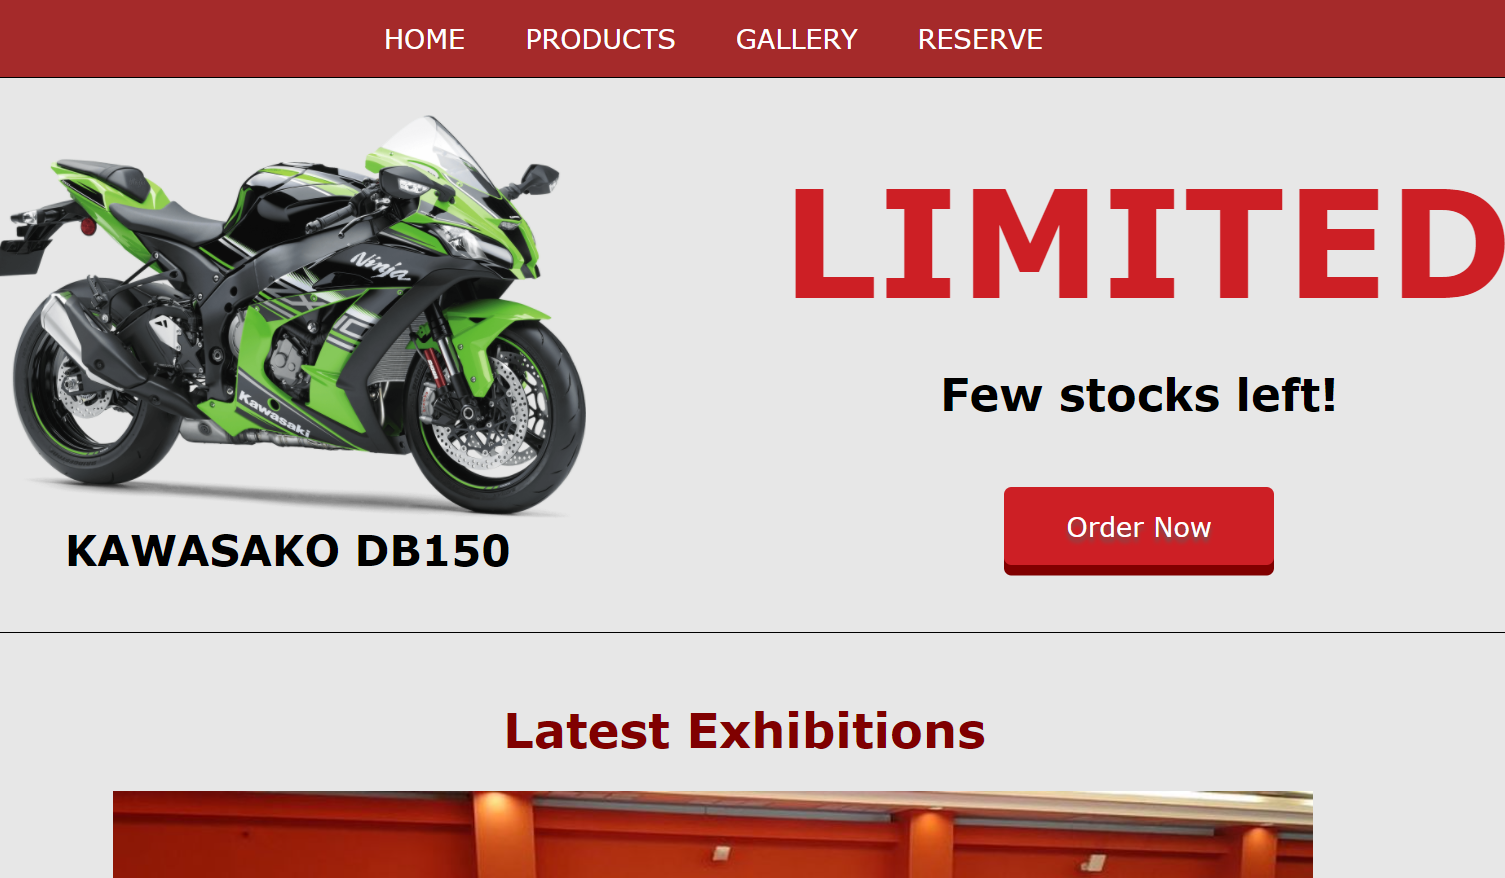 HOME PRODUCTS GALLERY RESERVE
Ninja
Kawasaki
KAWASAKO DB150
LIMITED
Few stocks left!
Order Now
Latest Exhibitions